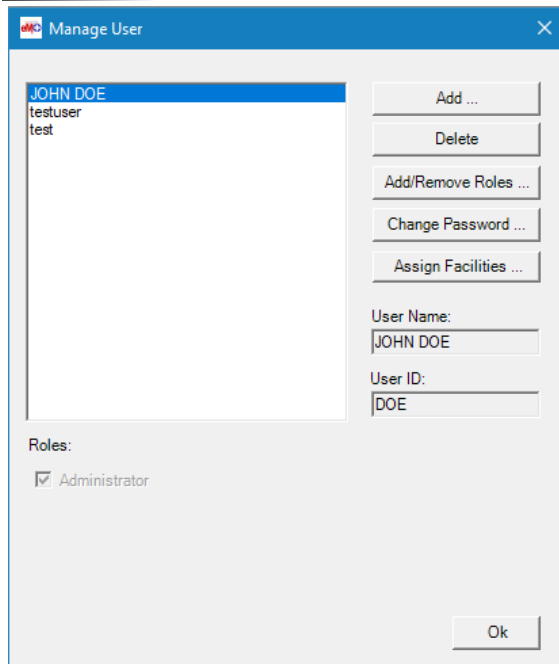 eMC
Manage User
JOHN DOE
testuser
test
Add ...
Delete
Add/Remove Roles ...
Change Password ...
Assign Facilities ...
User Name:
JOHN DOE
User ID:
DOE
Roles:
Administrator
Ok